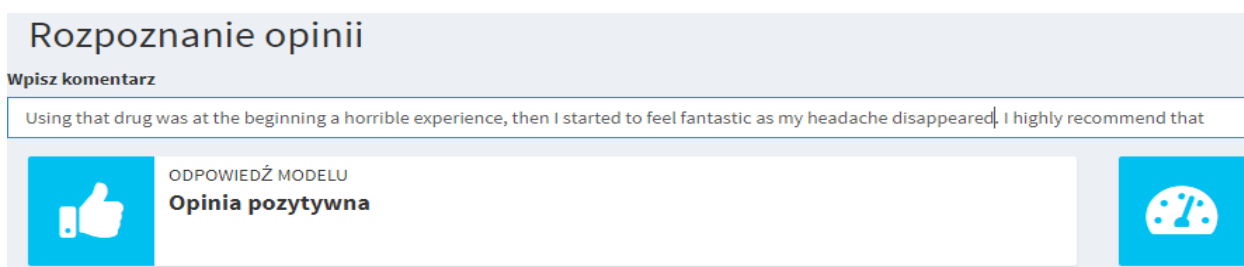 Rozpoznanie opinii
Wpisz komentarz
Using that drug was at the beginning a horrible experience, then I started to feel fantastic as my headache disappeared. I highly recommend that
ODPOWIEDŹ MODELU
Opinia pozytywna